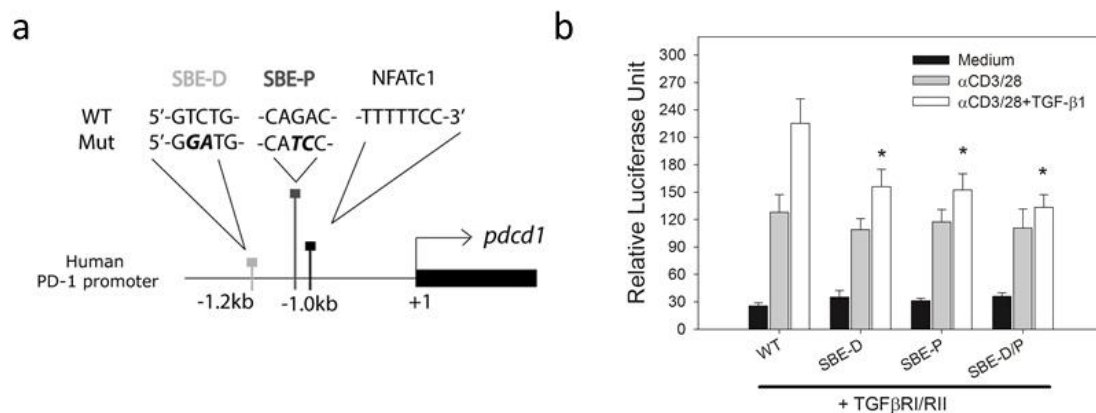 a
SBE-D SBE-P NFATc1
WT 5’-GTCTG- -CAGAC- -TTTTTCC-3’
Mut 5’-GGATG- -CATCC-
Human
PD-1 promoter
pdcd1
-1.2kb -1.0kb +1
b
Relative Luciferase Unit
300
270
240
210
180
150
120
90
60
30
0
Medium
αCD3/28
αCD3/28+TGF-β1
* * *
WT SBE-D SBE-P SBE-D/P
+ TGFβRI/RII